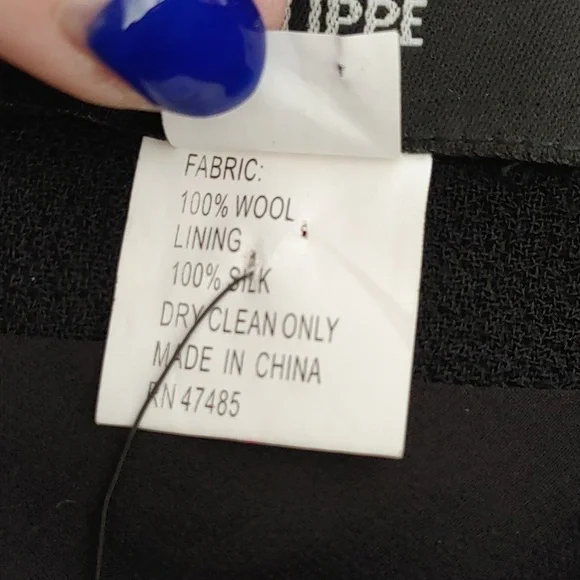 FABRIC:
100% WOOL
LINING
100% SILK
DRY CLEAN ONLY
MADE IN CHINA
RN 47485